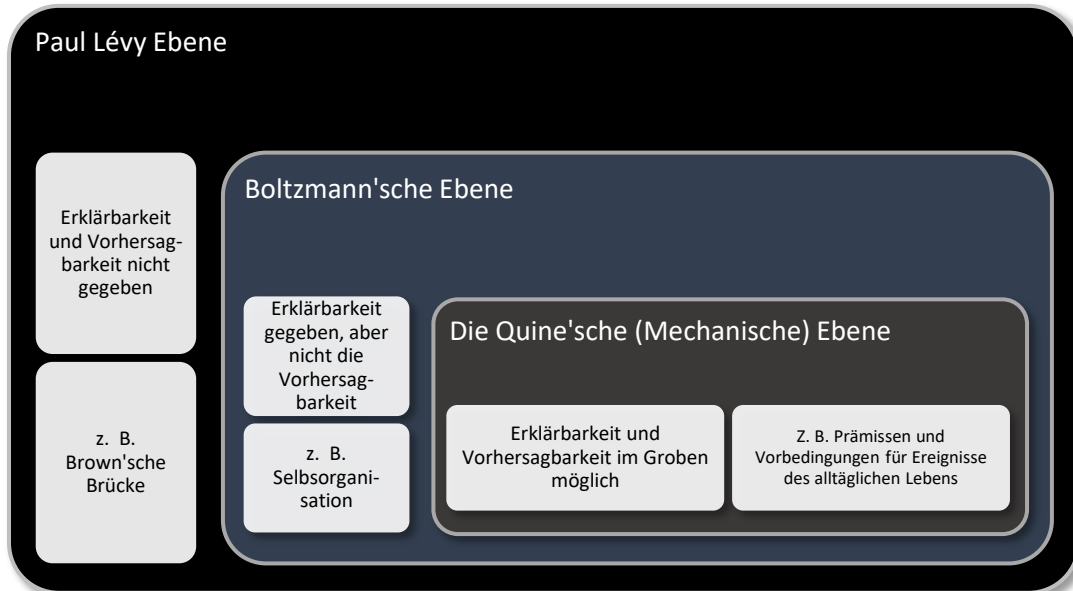 Paul Lévy Ebene
Erklärbarkeit
und Vorhersag-
barkeit nicht
gegeben
z. B.
Brown'sche
Brücke
Boltzmann'sche Ebene
Erklärbarkeit
gegeben, aber
nicht die
Vorhersag-
barkeit
z. B.
Selbsorgani-
sation
Die Quine'sche (Mechanische) Ebene
Erklärbarkeit und
Vorhersagbarkeit im Groben
möglich
Z. B. Prämissen und
Vorbedingungen für Ereignisse
des alltäglichen Lebens